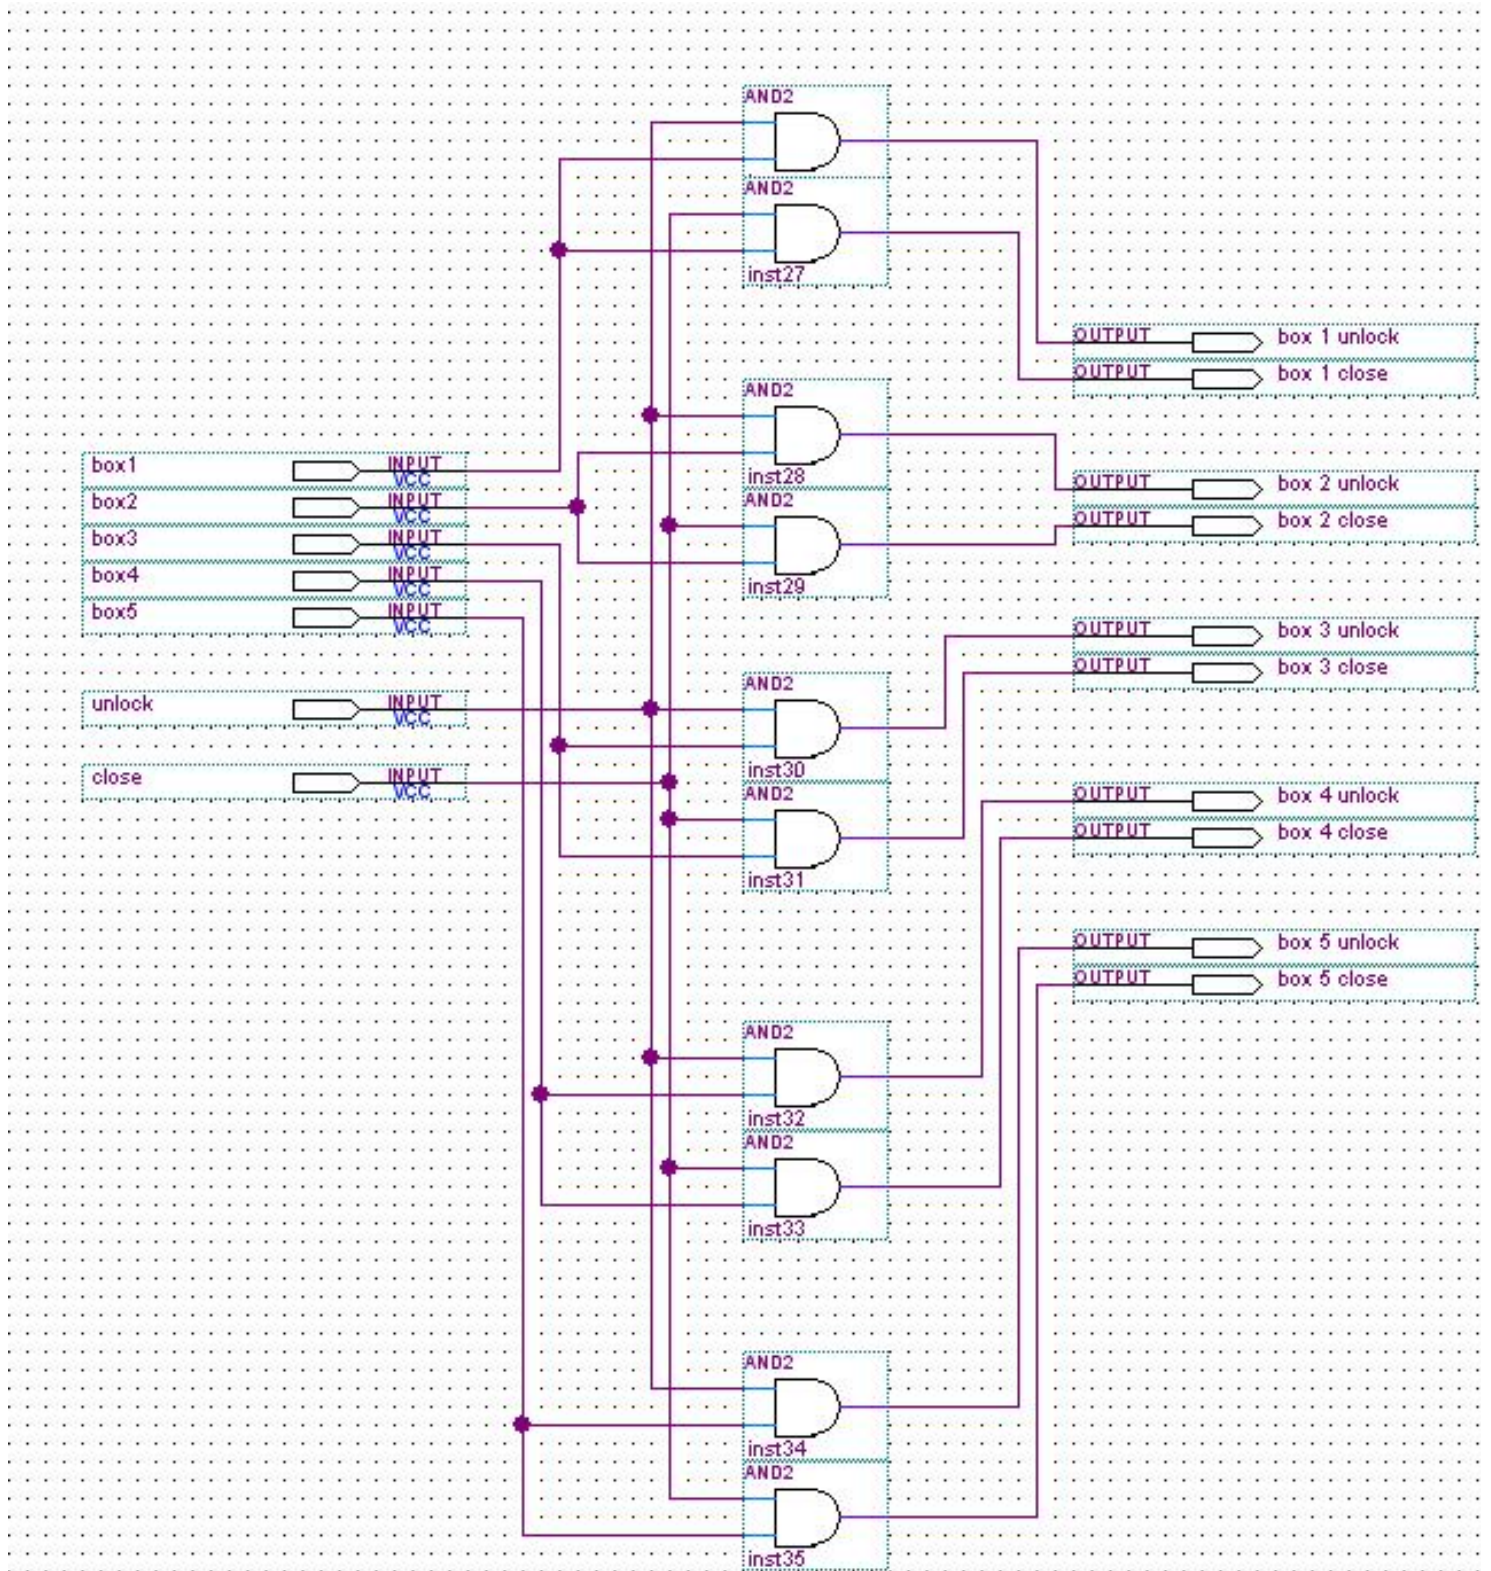 AND2
AND2
inst27
OUTPUT box 1 unlock
OUTPUT box 1 close
AND2
inst28
AND2
inst29
box1 INPUT
VCC
box2 INPUT
VCC
box3 INPUT
VCC
box4 INPUT
VCC
box5 INPUT
VCC
OUTPUT box 2 unlock
OUTPUT box 2 close
unlock INPUT
VCC
close INPUT
VCC
AND2
inst30
AND2
inst31
OUTPUT box 3 unlock
OUTPUT box 3 close
OUTPUT box 4 unlock
OUTPUT box 4 close
OUTPUT box 5 unlock
OUTPUT box 5 close
AND2
inst32
AND2
inst33
AND2
inst34
AND2
inst35